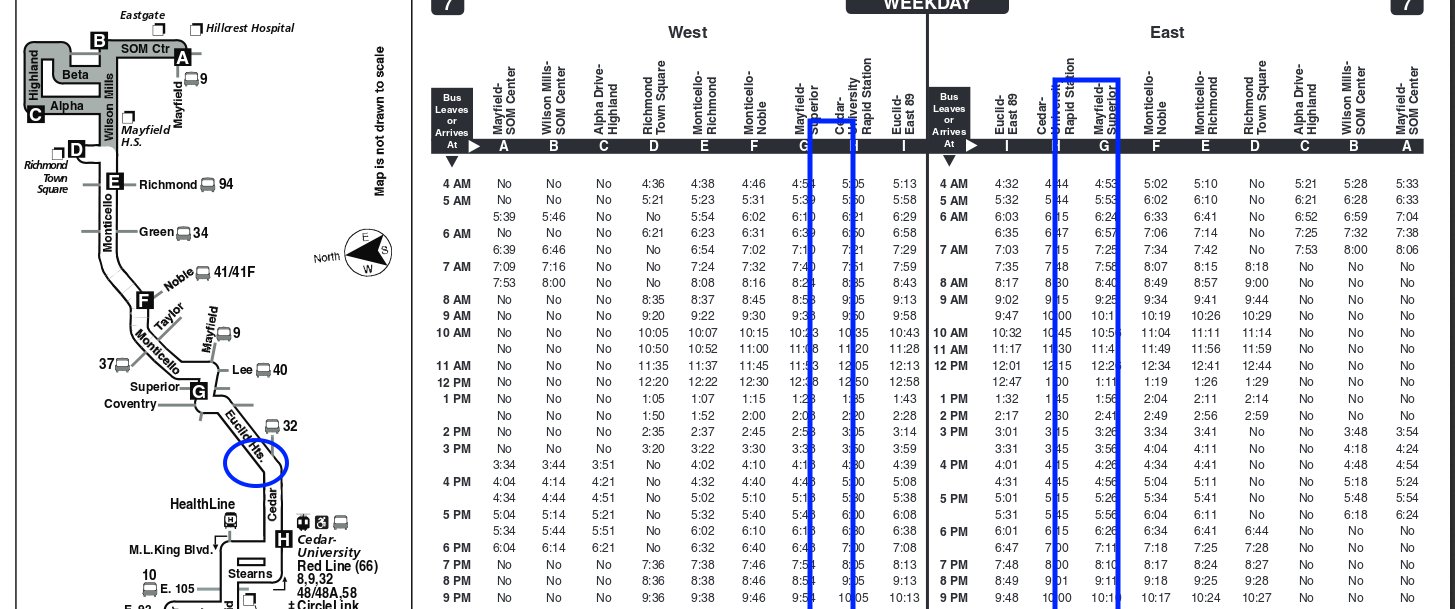 Eastgate
Hillcrest Hospital
B
SOM Ctr
A
Highland
Beta
Wilson Mills
Mayfield
9
Alpha
C
Mayfield
H.S.
D
Richmond
Town
Square
E
Richmond 94
Monticello
Green 34
Map is not drawn to scale
North
E
S
W
Noble 41/41F
F
Taylor
Mayfield
9
Monticello
37
Lee 40
Superior
G
Coventry
Euclid Hts.
32
HealthLine
Cedar
M.L.King Blvd.
H
Cedar-
University
Red Line (66)
8,9,32
48/48A,58
‡CircleLink
Stearns
10
E. 105
7 WEEKDAY 7
West East
Bus Leaves or Arrives At
Mayfield-SOM Center
Wilson Mills-SOM Center
Alpha Drive-Highland
Richmond Town Square
Monticello-Richmond
Monticello-Noble
Mayfield-Superior
Cedar-University Rapid Station
Euclid-East 89
Bus Leaves or Arrives At
Euclid-East 89
Cedar-University Rapid Station
Mayfield-Superior
Monticello-Noble
Monticello-Richmond
Richmond Town Square
Alpha Drive-Highland
Wilson Mills-SOM Center
Mayfield-SOM Center
A B C D E F G H I I H G F E D C B A
4 AM No No No 4:36 4:38 4:46 4:54 5:05 5:13 4 AM 4:32 4:44 4:53 5:02 5:10 No 5:21 5:28 5:33
5 AM No No No 5:21 5:23 5:31 5:39 5:50 5:58 5 AM 5:32 5:44 5:53 6:02 6:10 No 6:21 6:28 6:33
5:39 5:46 No No 5:54 6:02 6:10 6:21 6:29 6 AM 6:03 6:15 6:24 6:33 6:41 No 6:52 6:59 7:04
6 AM No No No 6:21 6:23 6:31 6:39 6:50 6:58 6:35 6:47 6:57 7:06 7:14 No 7:25 7:32 7:38
6:39 6:46 No No 6:54 7:02 7:10 7:21 7:29 7 AM 7:03 7:15 7:25 7:34 7:42 No 7:53 8:00 8:06
7 AM 7:09 7:16 No No 7:24 7:32 7:40 7:51 7:59 7:35 7:48 7:58 8:07 8:15 8:18 No No No
7:53 8:00 No No 8:08 8:16 8:24 8:35 8:43 8 AM 8:17 8:30 8:40 8:49 8:57 9:00 No No No
8 AM No No No 8:35 8:37 8:45 8:53 9:05 9:13 9 AM 9:02 9:15 9:25 9:34 9:41 9:44 No No No
9 AM No No No 9:20 9:22 9:30 9:38 9:50 9:58 9:47 10:00 10:11 10:19 10:26 10:29 No No No
10 AM No No No 10:05 10:07 10:15 10:23 10:35 10:43 10 AM 10:32 10:45 10:56 11:04 11:11 11:14 No No No
No No No 10:50 10:52 11:00 11:08 11:20 11:28 11 AM 11:17 11:30 11:41 11:49 11:56 11:59 No No No
11 AM No No No 11:35 11:37 11:45 11:53 12:05 12:13 12 PM 12:01 12:15 12:26 12:34 12:41 12:44 No No No
12 PM No No No 12:20 12:22 12:30 12:38 12:50 12:58 12:47 1:00 1:11 1:19 1:26 1:29 No No No
1 PM No No No 1:05 1:07 1:15 1:23 1:35 1:43 1 PM 1:32 1:45 1:56 2:04 2:11 2:14 No No No
No No No 1:50 1:52 2:00 2:08 2:20 2:28 2 PM 2:17 2:30 2:41 2:49 2:56 2:59 No No No
2 PM No No No 2:35 2:37 2:45 2:53 3:05 3:14 3 PM 3:01 3:15 3:26 3:34 3:41 No No 3:48 3:54
3 PM No No No 3:20 3:22 3:30 3:38 3:50 3:59 3:31 3:45 3:56 4:04 4:11 No No 4:18 4:24
3:34 3:44 3:51 No 4:02 4:10 4:18 4:30 4:39 4 PM 4:01 4:15 4:26 4:34 4:41 No No 4:48 4:54
4 PM 4:04 4:14 4:21 No 4:32 4:40 4:48 5:00 5:08 4:31 4:45 4:56 5:04 5:11 No No 5:18 5:24
4:34 4:44 4:51 No 5:02 5:10 5:18 5:30 5:38 5 PM 5:01 5:15 5:26 5:34 5:41 No No 5:48 5:54
5 PM 5:04 5:14 5:21 No 5:32 5:40 5:48 6:00 6:08 5:31 5:45 5:56 6:04 6:11 No No 6:18 6:24
5:34 5:44 5:51 No 6:02 6:10 6:18 6:30 6:38 6 PM 6:01 6:15 6:26 6:34 6:41 6:44 No No No
6 PM 6:04 6:14 6:21 No 6:32 6:40 6:48 7:00 7:08 6:47 7:00 7:11 7:18 7:25 7:28 No No No
7 PM No No No 7:36 7:38 7:46 7:54 8:05 8:13 7 PM 7:48 8:00 8:10 8:17 8:24 8:27 No No No
8 PM No No No 8:36 8:38 8:46 8:54 9:05 9:13 8 PM 8:49 9:01 9:11 9:18 9:25 9:28 No No No
9 PM No No No 9:36 9:38 9:46 9:54 10:05 10:13 9 PM 9:48 10:00 10:10 10:17 10:24 10:27 No No No